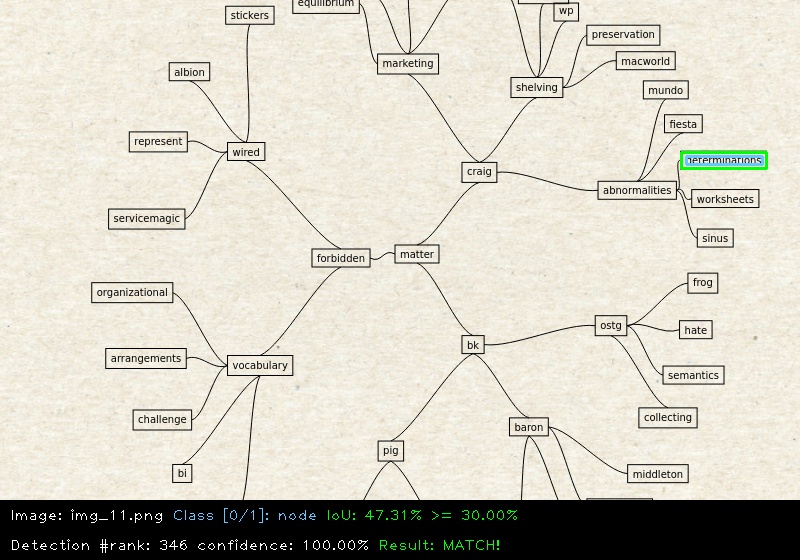 equilibrium
wp
stickers
preservation
marketing
macworld
albion
shelving
mundo
fiesta
represent
wired
determinations
craig
abnormalities
worksheets
servicemagic
sinus
forbidden
matter
organizational
frog
ostg
hate
bk
arrangements
vocabulary
semantics
challenge
collecting
baron
pig
bi
middleton
Image: img_11.png Class [0/1]: node IoU: 47.31% >= 30.00%
Detection #rank: 346 confidence: 100.00% Result: MATCH!